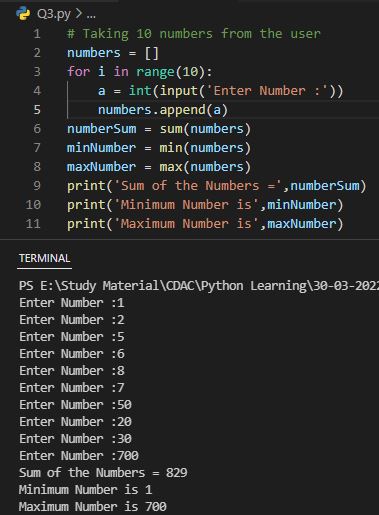 Q3.py > ...
1 # Taking 10 numbers from the user
2 numbers = []
3 for i in range(10):
4     a = int(input('Enter Number :'))
5     numbers.append(a)
6 numberSum = sum(numbers)
7 minNumber = min(numbers)
8 maxNumber = max(numbers)
9 print('Sum of the Numbers =',numberSum)
10 print('Minimum Number is',minNumber)
11 print('Maximum Number is',maxNumber)
TERMINAL
PS E:\Study Material\CDAC\Python Learning\30-03-2022
Enter Number :1
Enter Number :2
Enter Number :5
Enter Number :6
Enter Number :8
Enter Number :7
Enter Number :50
Enter Number :20
Enter Number :30
Enter Number :700
Sum of the Numbers = 829
Minimum Number is 1
Maximum Number is 700